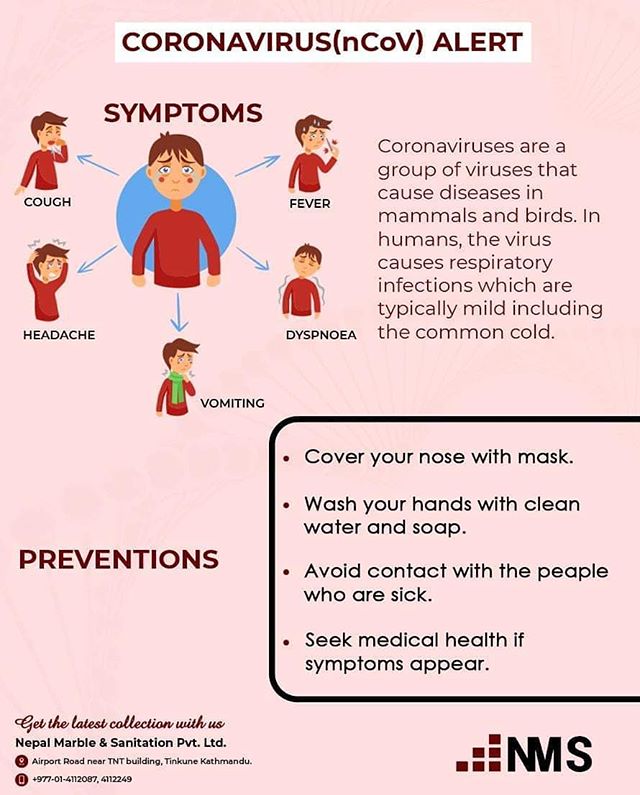 CORONAVIRUS(nCoV) ALERT
SYMPTOMS
COUGH
FEVER
HEADACHE
DYSPNOEA
VOMITING
Coronaviruses are a
group of viruses that
cause diseases in
mammals and birds. In
humans, the virus
causes respiratory
infections which are
typically mild including
the common cold.
PREVENTIONS
• Cover your nose with mask.
• Wash your hands with clean
water and soap.
• Avoid contact with the peaple
who are sick.
• Seek medical health if
symptoms appear.
Get the latest collection with us
Nepal Marble & Sanitation Pvt. Ltd.
Airport Road near TNT building, Tinkune Kathmandu.
+977-01-4112087, 4112249
NMS